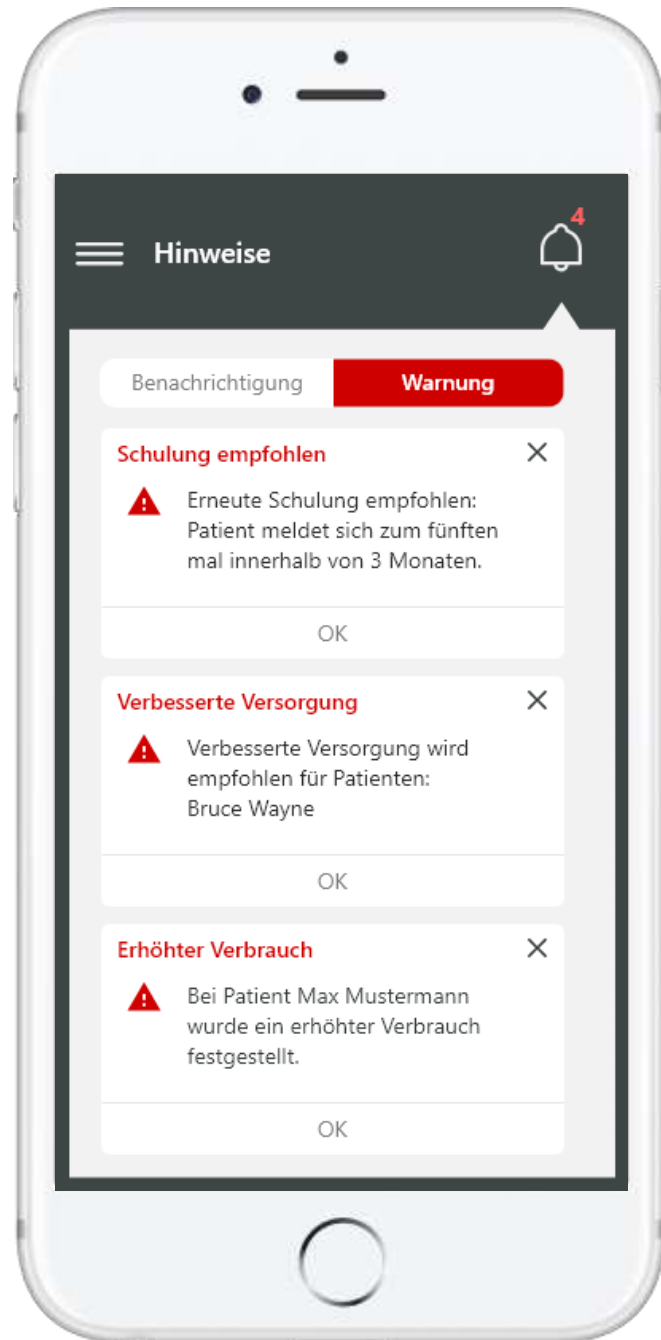 4
Hinweise
Benachrichtigung Warnung
Schulung empfohlen
Erneute Schulung empfohlen:
Patient meldet sich zum fünften
mal innerhalb von 3 Monaten.
OK
Verbesserte Versorgung
Verbesserte Versorgung wird
empfohlen für Patienten:
Bruce Wayne
OK
Erhöhter Verbrauch
Bei Patient Max Mustermann
wurde ein erhöhter Verbrauch
festgestellt.
OK